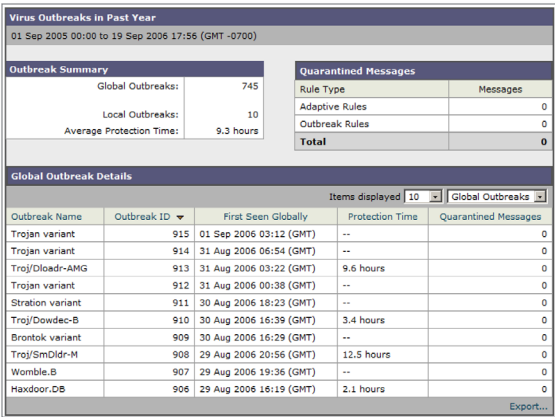 Virus Outbreaks in Past Year
01 Sep 2005 00:00 to 19 Sep 2006 17:56 (GMT -0700)
Outbreak Summary
Global Outbreaks: 745
Local Outbreaks: 10
Average Protection Time: 9.3 hours
Quarantined Messages
Rule Type Messages
Adaptive Rules 0
Outbreak Rules 0
Total 0
Global Outbreak Details
Items displayed 10 Global Outbreaks
Outbreak Name Outbreak ID First Seen Globally Protection Time Quarantined Messages
Trojan variant 915 01 Sep 2006 03:12 (GMT) -- 0
Trojan variant 914 31 Aug 2006 06:54 (GMT) -- 0
Troj/Dloadr-AMG 913 31 Aug 2006 03:22 (GMT) 9.6 hours 0
Trojan variant 912 31 Aug 2006 00:38 (GMT) -- 0
Stration variant 911 30 Aug 2006 18:23 (GMT) -- 0
Troj/Dowdec-B 910 30 Aug 2006 16:39 (GMT) 3.4 hours 0
Brontok variant 909 30 Aug 2006 16:29 (GMT) -- 0
Troj/SmDldr-M 908 29 Aug 2006 20:56 (GMT) 12.5 hours 0
Womble.B 907 29 Aug 2006 19:36 (GMT) -- 0
Haxdoor.DB 906 29 Aug 2006 16:19 (GMT) 2.1 hours 0
Export...